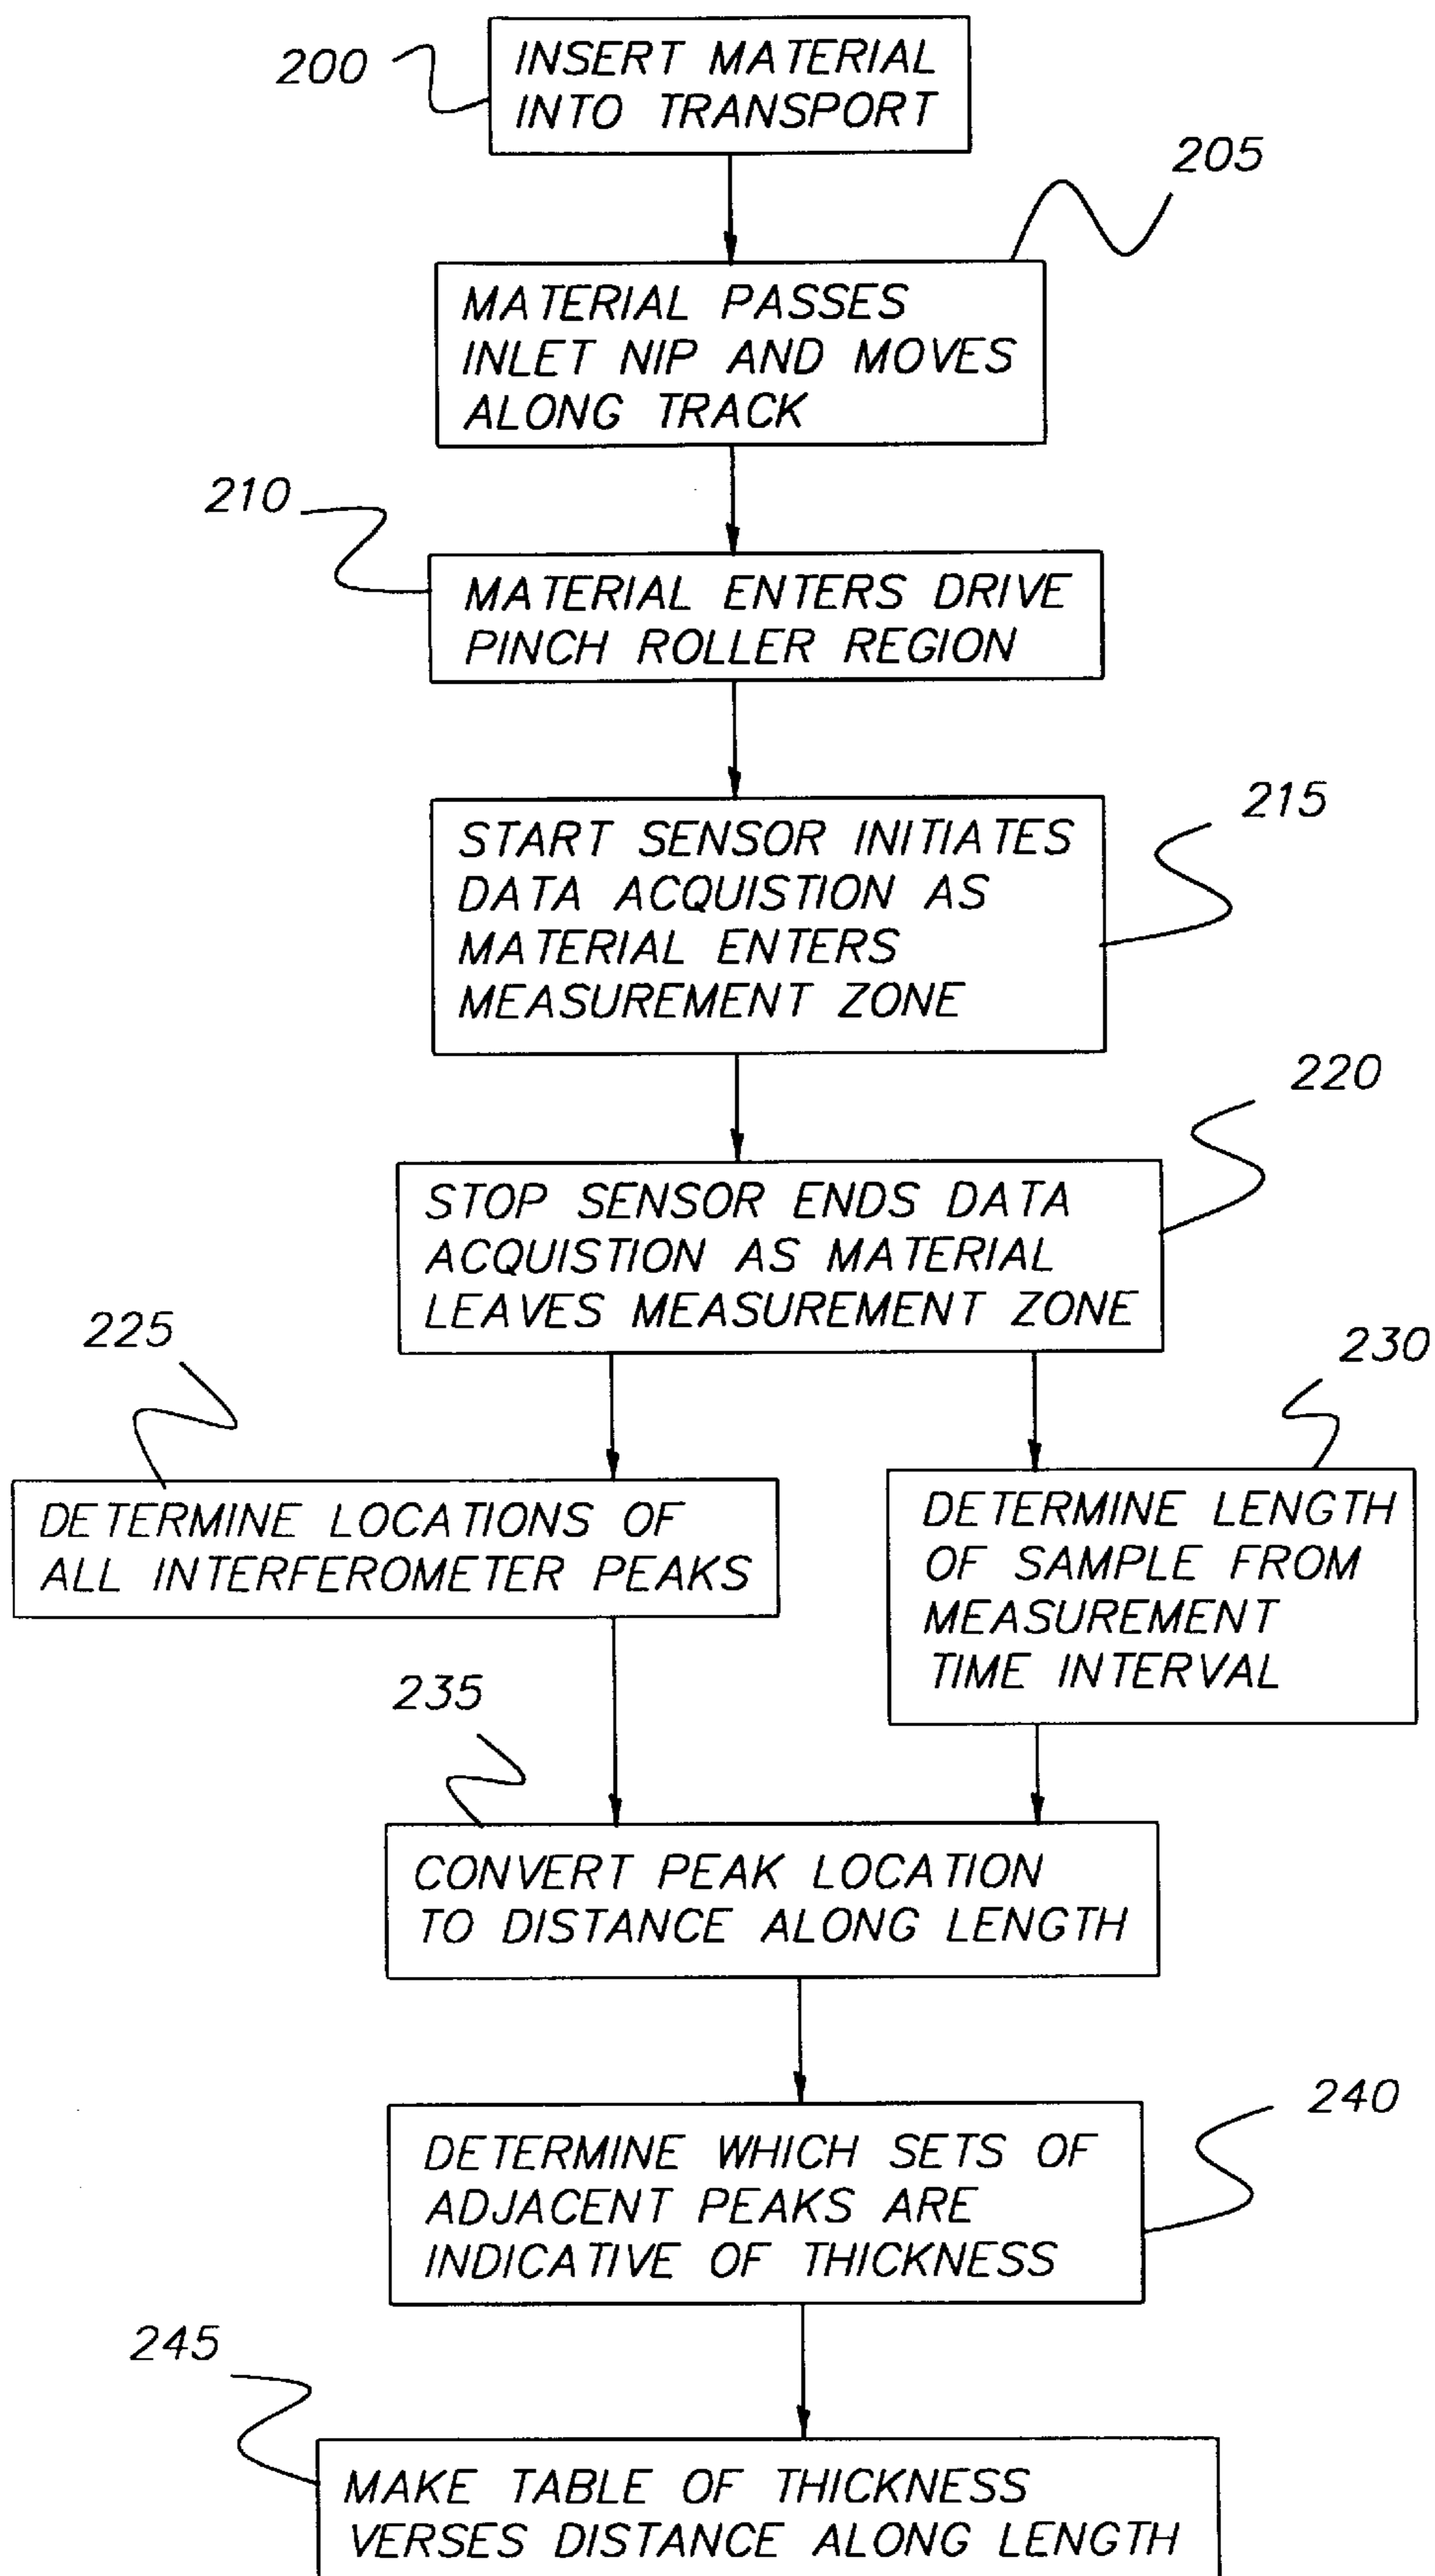 200
INSERT MATERIAL
INTO TRANSPORT
205
MATERIAL PASSES
INLET NIP AND MOVES
ALONG TRACK
210
MATERIAL ENTERS DRIVE
PINCH ROLLER REGION
215
START SENSOR INITIATES
DATA ACQUISTION AS
MATERIAL ENTERS
MEASUREMENT ZONE
220
STOP SENSOR ENDS DATA
ACQUISTION AS MATERIAL
LEAVES MEASUREMENT ZONE
225
DETERMINE LOCATIONS OF
ALL INTERFEROMETER PEAKS
230
DETERMINE LENGTH
OF SAMPLE FROM
MEASUREMENT
TIME INTERVAL
235
CONVERT PEAK LOCATION
TO DISTANCE ALONG LENGTH
240
DETERMINE WHICH SETS OF
ADJACENT PEAKS ARE
INDICATIVE OF THICKNESS
245
MAKE TABLE OF THICKNESS
VERSES DISTANCE ALONG LENGTH